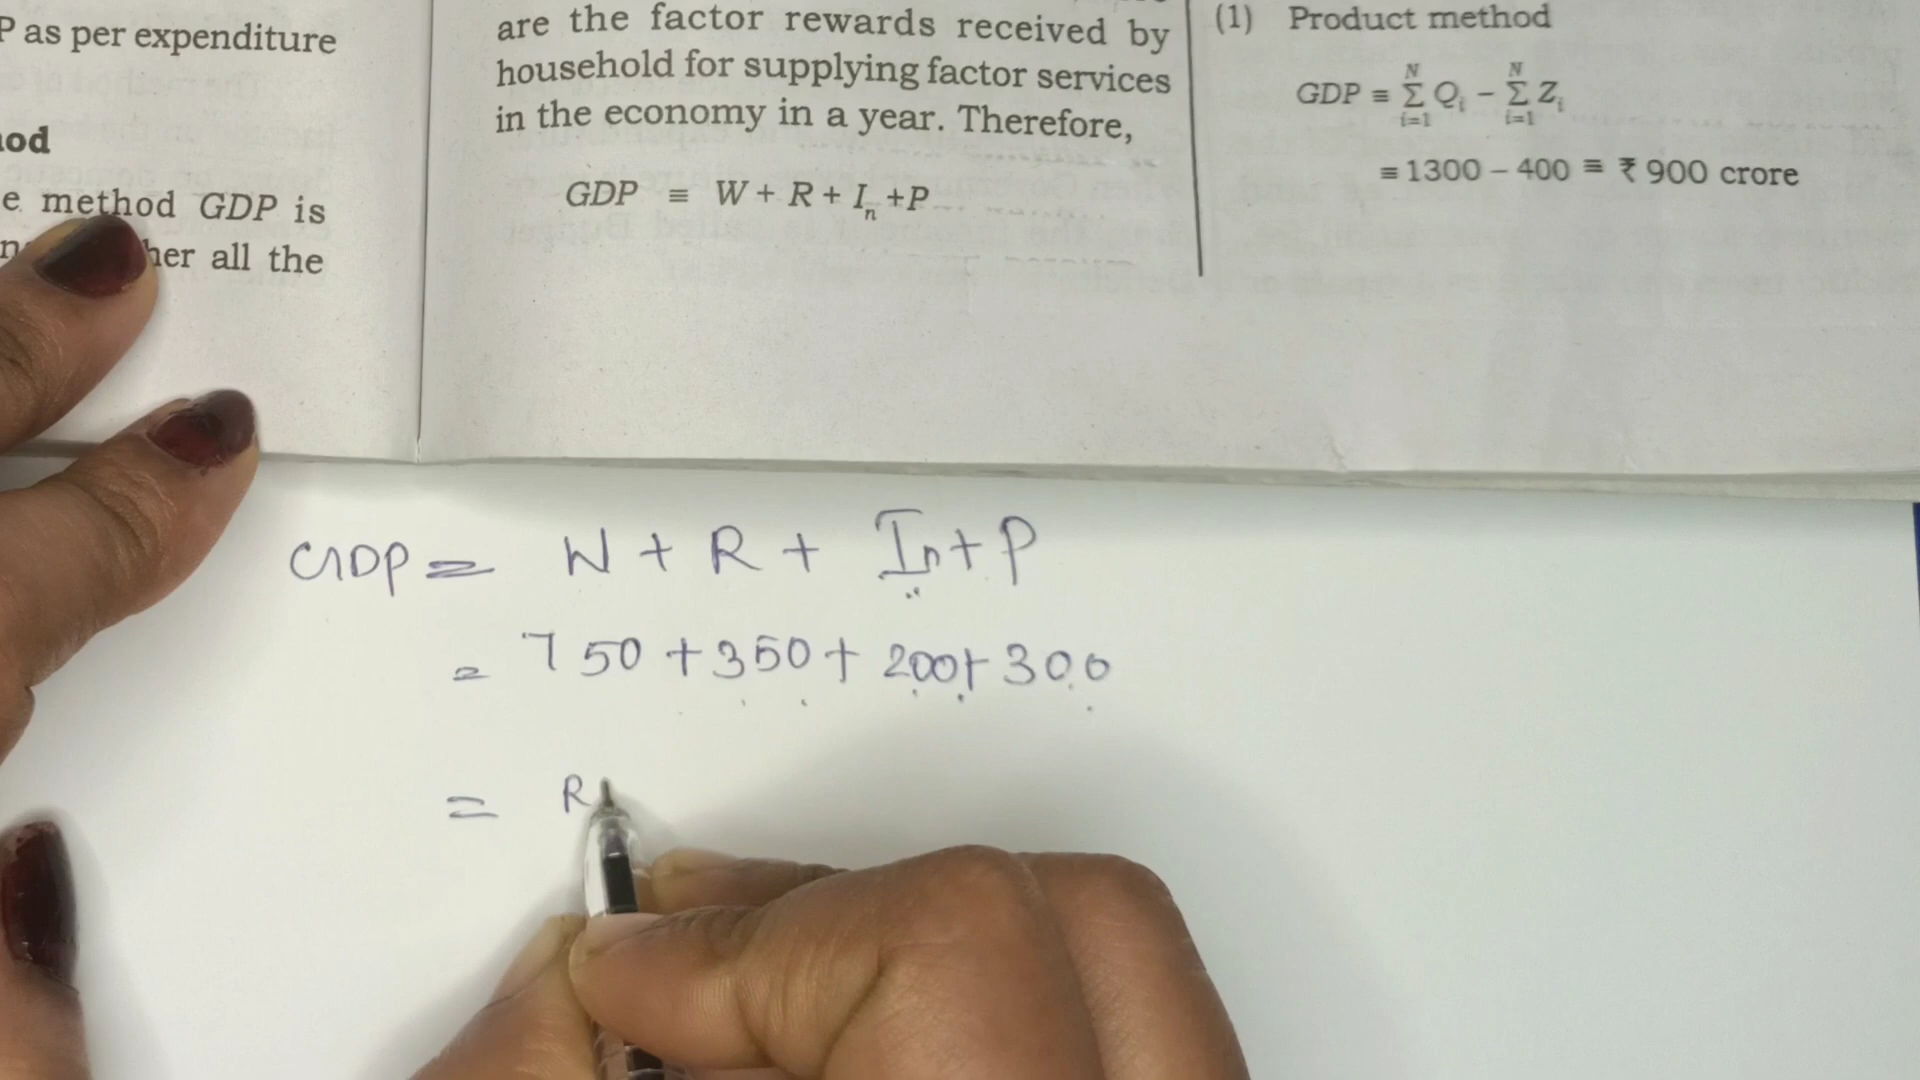 P as per expenditure
od
e method GDP is
her all the
are the factor rewards received by
household for supplying factor services
in the economy in a year. Therefore,
GDP ≡ W + R + Iₙ +P
(1) Product method
GDP ≡ N Σ i=1 Qᵢ – N Σ i=1 Zᵢ
≡ 1300 – 400 ≡ ₹ 900 crore
GDP = W + R + In + P
= 750 + 350 + 200 + 300
= R